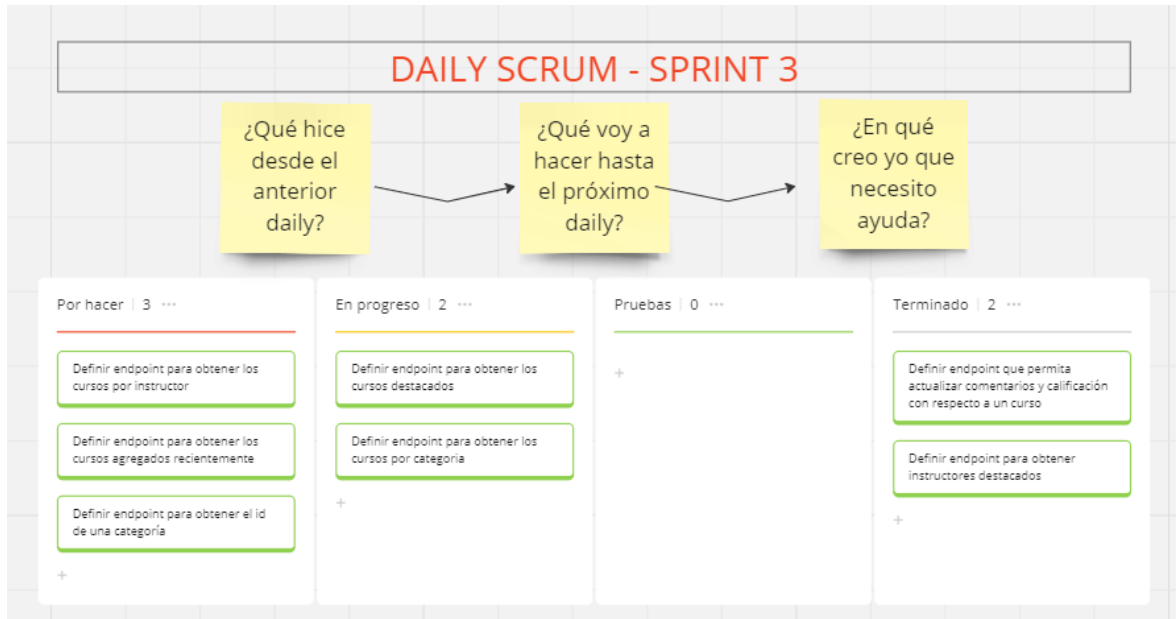 DAILY SCRUM - SPRINT 3
¿Qué hice
desde el
anterior
daily?
¿Qué voy a
hacer hasta
el próximo
daily?
¿En qué
creo yo que
necesito
ayuda?
Por hacer | 3 ···
Definir endpoint para obtener los
cursos por instructor
Definir endpoint para obtener los
cursos agregados recientemente
Definir endpoint para obtener el id
de una categoría
+
En progreso | 2 ···
Definir endpoint para obtener los
cursos destacados
Definir endpoint para obtener los
cursos por categoria
+
Pruebas | 0 ···
+
Terminado | 2 ···
Definir endpoint que permita
actualizar comentarios y calificación
con respecto a un curso
Definir endpoint para obtener
instructores destacados
+